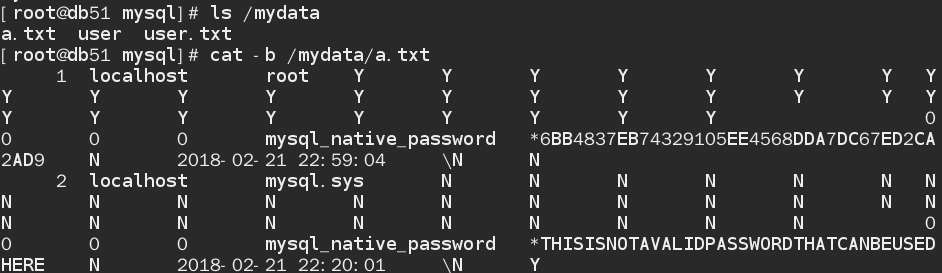 [root@db51 mysql]# ls /mydata
a.txt  user  user.txt
[root@db51 mysql]# cat -b /mydata/a.txt
     1  localhost       root    Y       Y       Y       Y       Y       Y       Y   Y
Y       Y       Y       Y       Y       Y       Y       Y       Y       Y       Y   Y
Y       Y       Y       Y       Y       Y       Y       Y       Y               0
0       0       0       mysql_native_password   *6BB4837EB74329105EE4568DDA7DC67ED2CA
2AD9    N       2018-02-21 22:59:04     \N      N
     2  localhost       mysql.sys       N       N       N       N       N       N   N
N       N       N       N       N       N       N       N       N       N       N   N
N       N       N       N       N       N       N       N       N       N           0
0       0       0       mysql_native_password   *THISISNOTAVALIDPASSWORDTHATCANBEUSED
HERE    N       2018-02-21 22:20:01     \N      Y